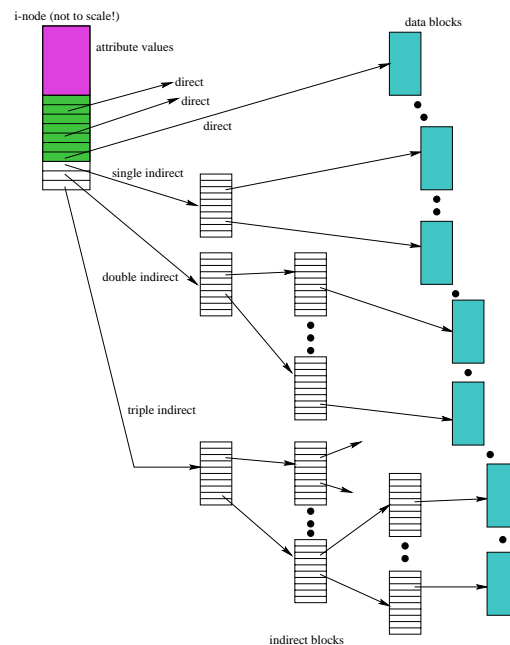 i-node (not to scale!)
data blocks
attribute values
direct
direct
direct
single indirect
double indirect
triple indirect
indirect blocks